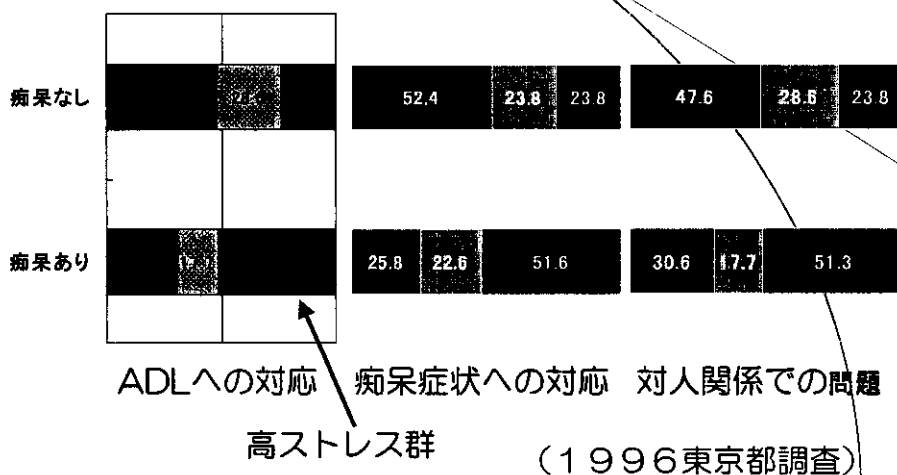 痴呆なし
52.4 23.8 23.8
47.6 28.6 23.8
痴呆あり
25.8 22.6 51.6
30.6 17.7 51.3
ADLへの対応 痴呆症状への対応 対人関係での問題
高ストレス群
（１９９６東京都調査）